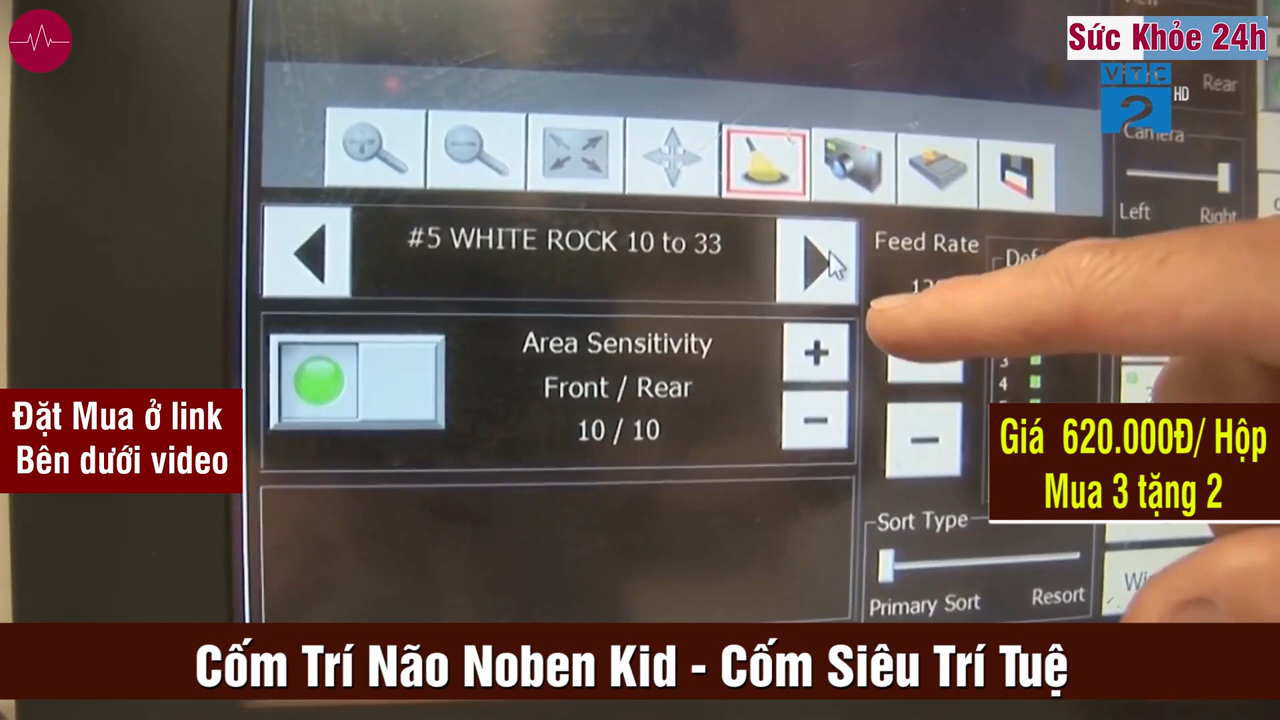 Sức Khỏe 24h
VTC
2
HD
Rear
Camera
Left
Right
#5 WHITE ROCK 10 to 33
Feed Rate
Area Sensitivity
Front / Rear
10 / 10
3
4
Đặt Mua ở link
Bên dưới video
Giá 620.000Đ/ Hộp
Mua 3 tặng 2
Sort Type
Primary Sort
Resort
Cốm Trí Não Noben Kid - Cốm Siêu Trí Tuệ